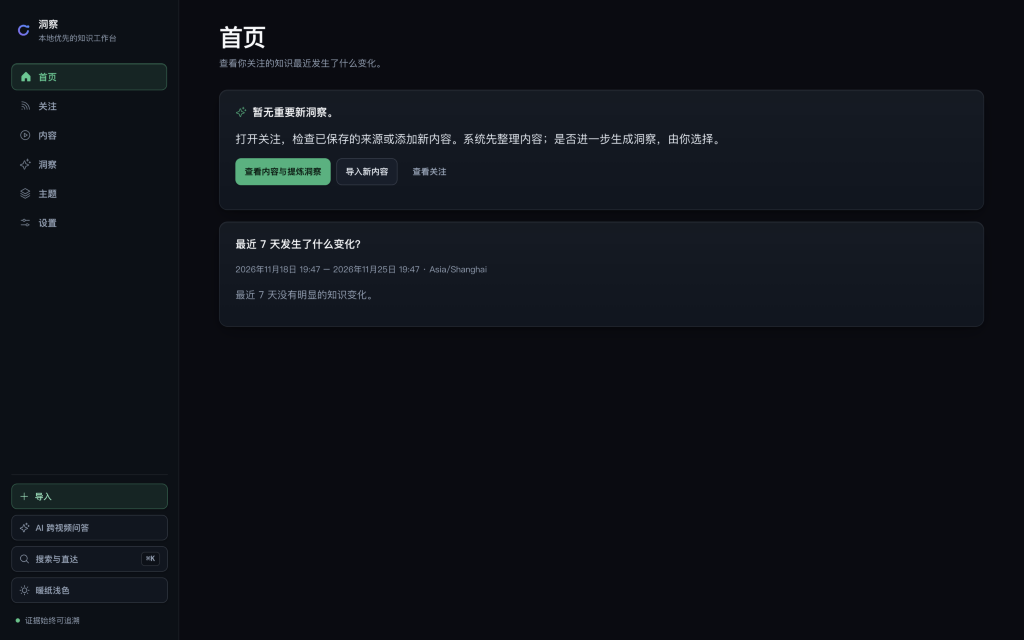 洞察
本地优先的知识工作台
首页
关注
内容
洞察
主题
设置
导入
AI 跨视频问答
搜索与直达 ⌘K
暖纸浅色
证据始终可追溯
首页
查看你关注的知识最近发生了什么变化。
暂无重要新洞察。
打开关注，检查已保存的来源或添加新内容。系统先整理内容；是否进一步生成洞察，由你选择。
查看内容与提炼洞察 导入新内容 查看关注
最近 7 天发生了什么变化?
2026年11月18日 19:47 — 2026年11月25日 19:47 · Asia/Shanghai
最近 7 天没有明显的知识变化。